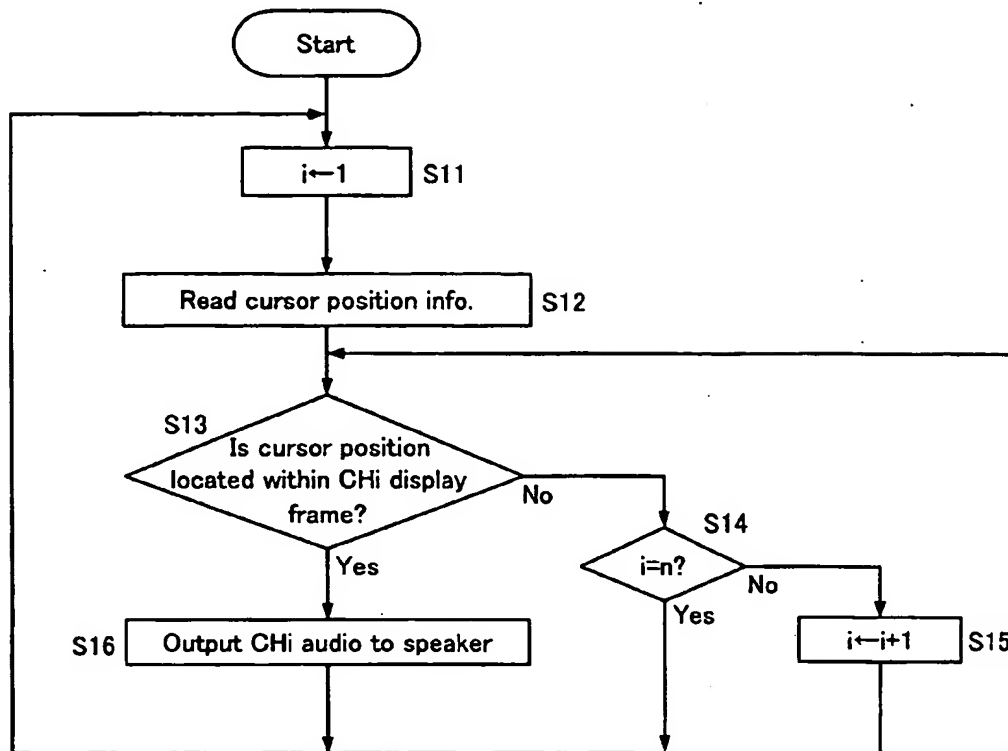 Start
i←1
S11
Read cursor position info.
S12
S13
Is cursor position
located within CHi display
frame?
No
Yes
S14
i=n?
No
Yes
S16
Output CHi audio to speaker
i←i+1
S15